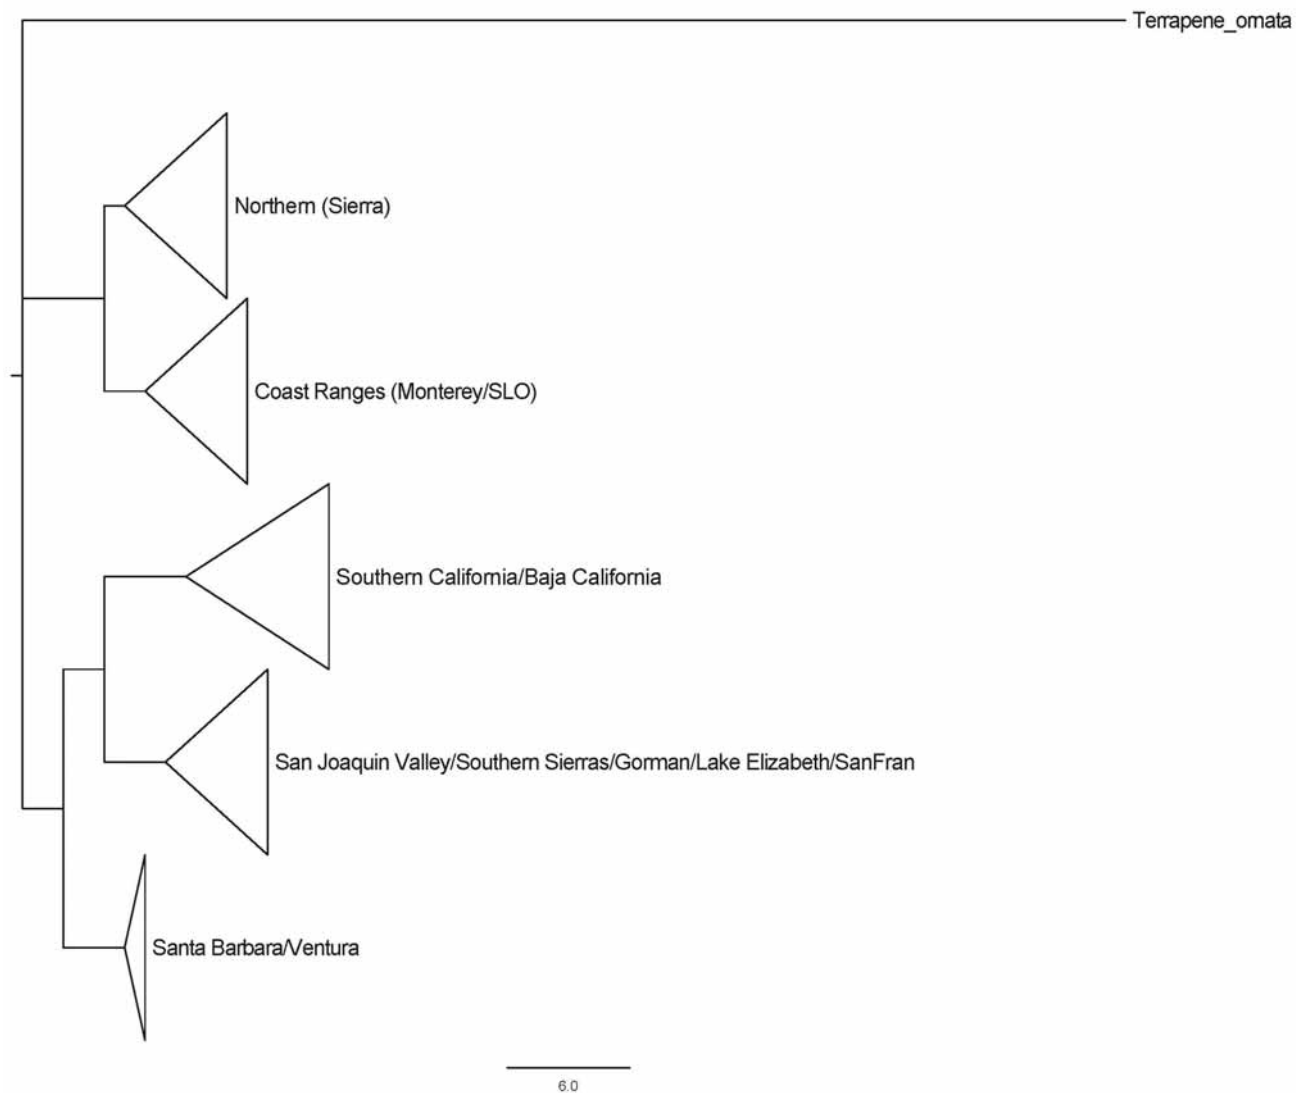 Terrapene_ornata
Northern (Sierra)
Coast Ranges (Monterey/SLO)
Southern California/Baja California
San Joaquin Valley/Southern Sierras/Gorman/Lake Elizabeth/SanFran
Santa Barbara/Ventura
6.0